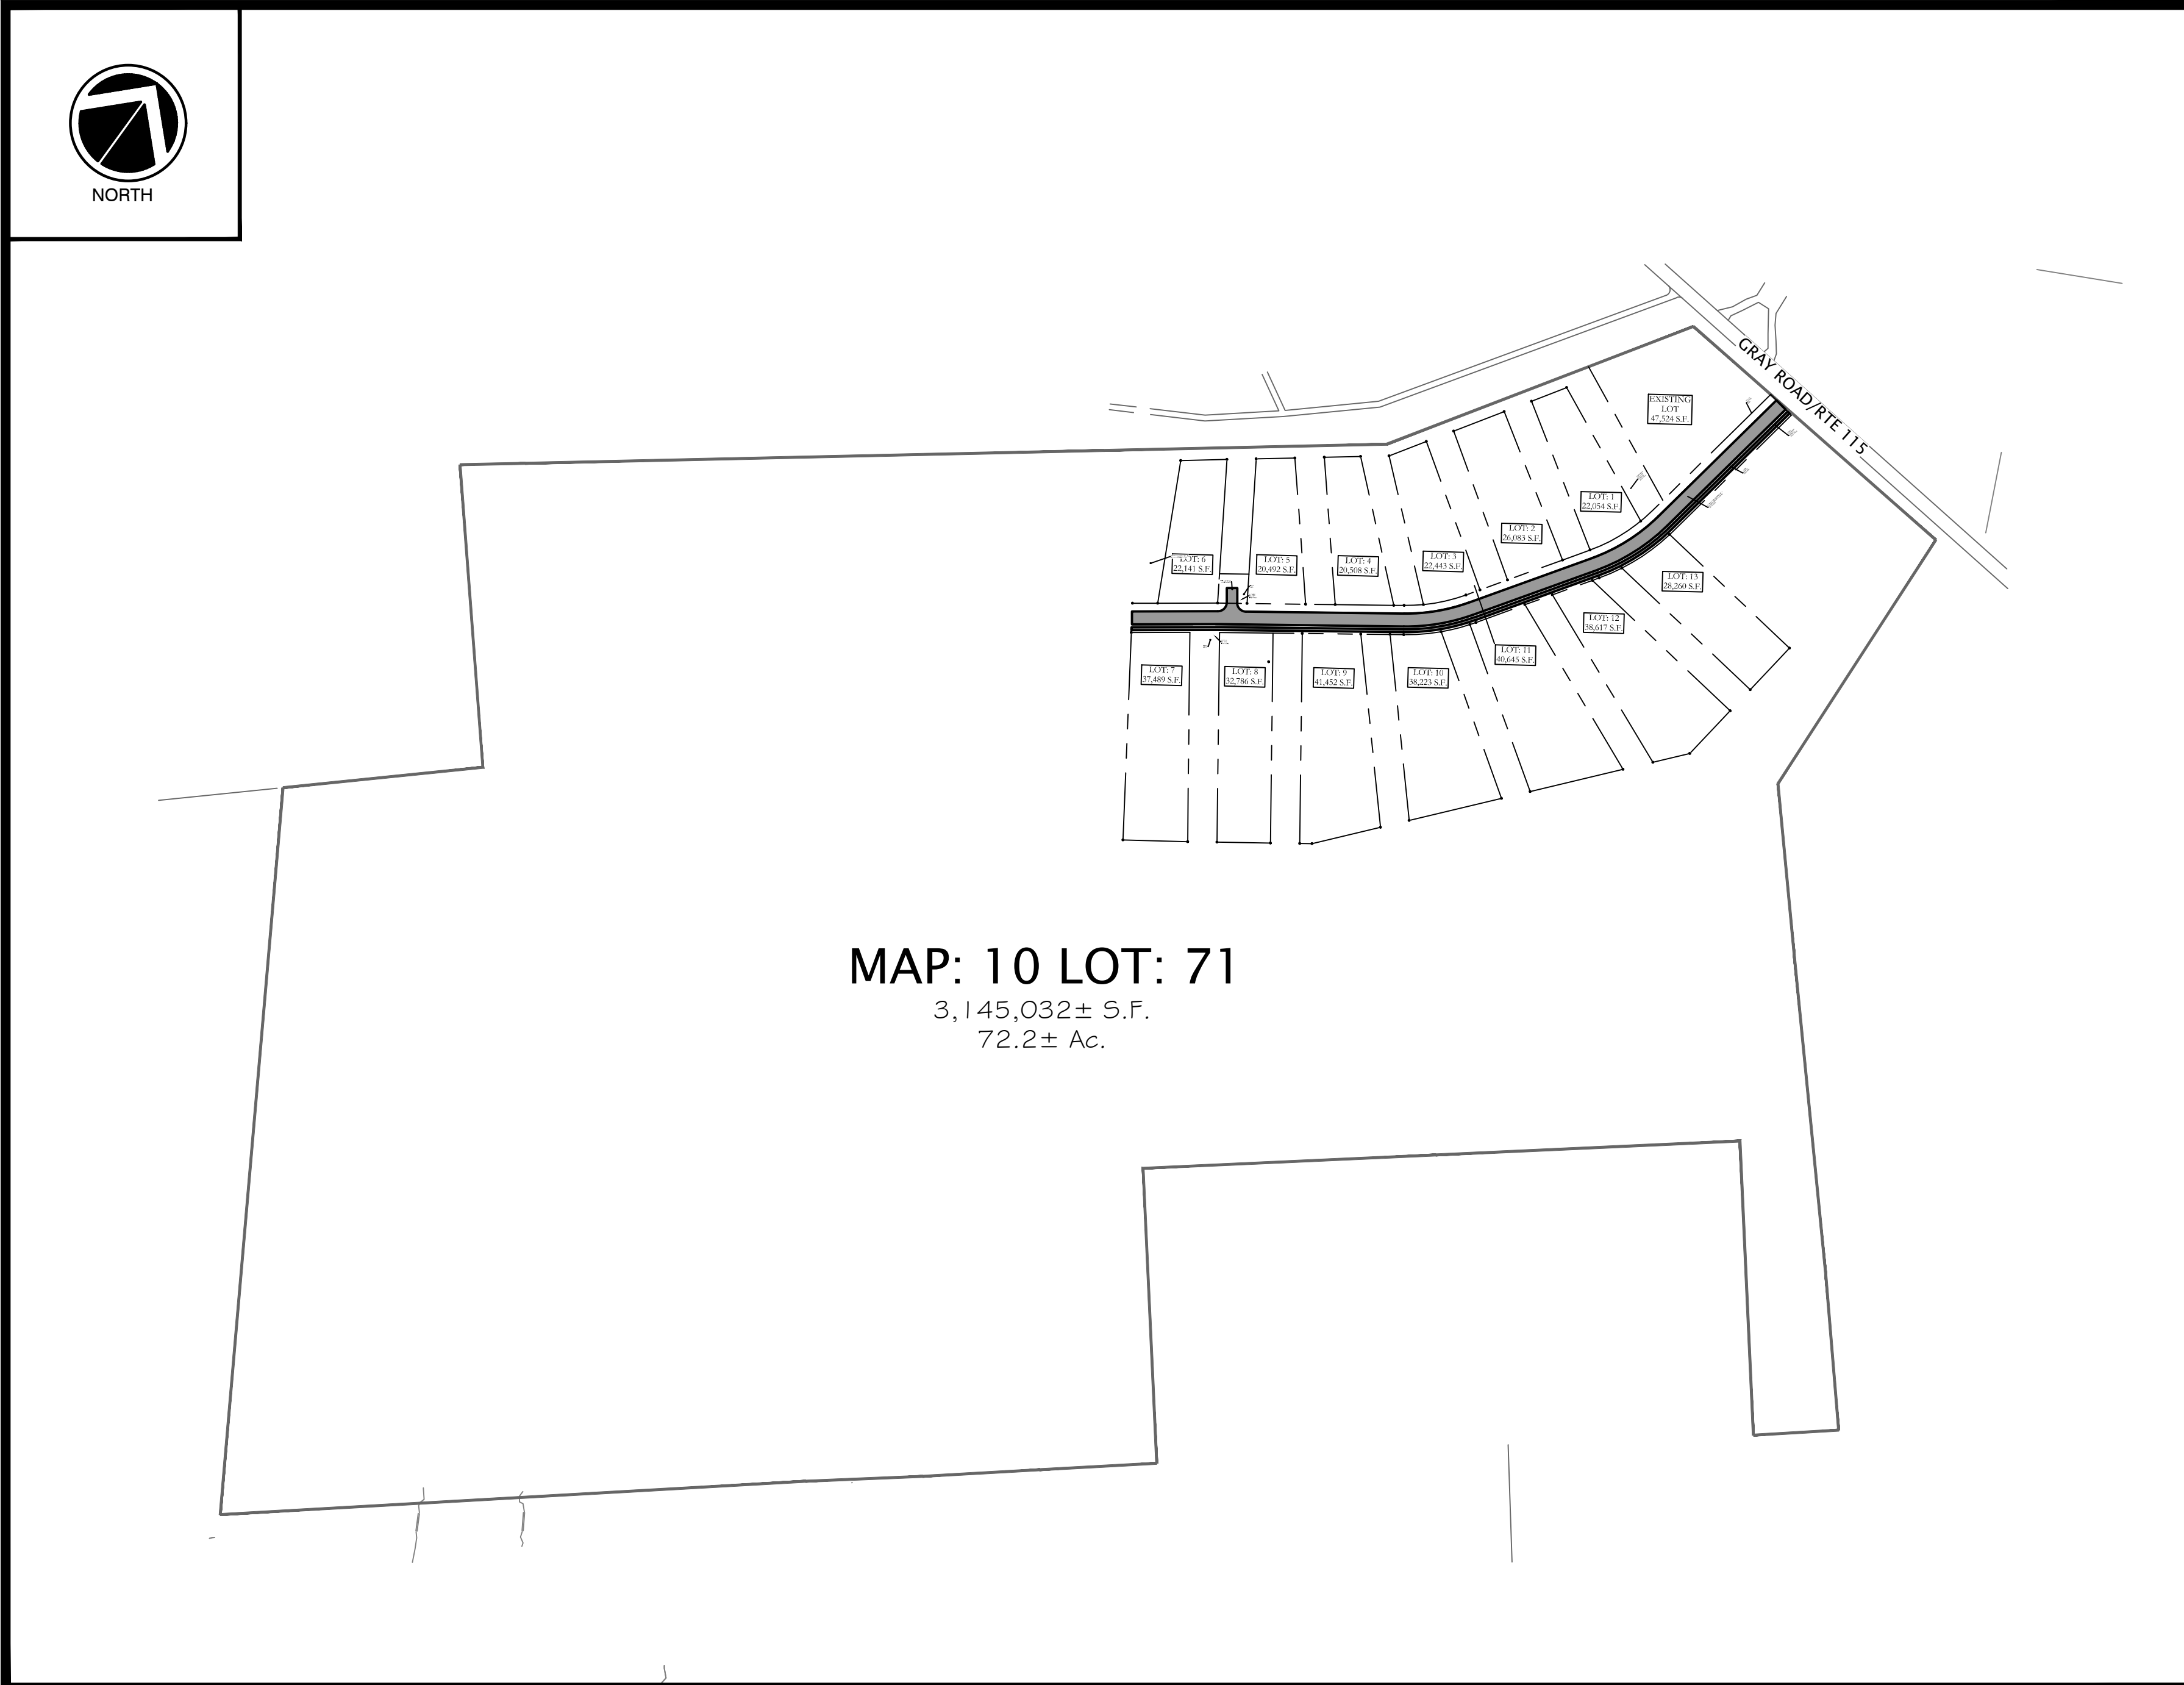 NORTH
GRAY ROAD/RTE 115
EXISTING
LOT
47,524 S.F.
LOT: 1
22,054 S.F.
LOT: 2
26,083 S.F.
LOT: 3
22,443 S.F.
LOT: 4
20,508 S.F.
LOT: 5
20,492 S.F.
LOT: 6
22,141 S.F.
LOT: 13
28,260 S.F.
LOT: 12
38,617 S.F.
LOT: 11
40,645 S.F.
LOT: 10
38,223 S.F.
LOT: 9
41,452 S.F.
LOT: 8
32,786 S.F.
LOT: 7
37,489 S.F.
MAP: 10 LOT: 71
3,145,032± S.F.
72.2± Ac.